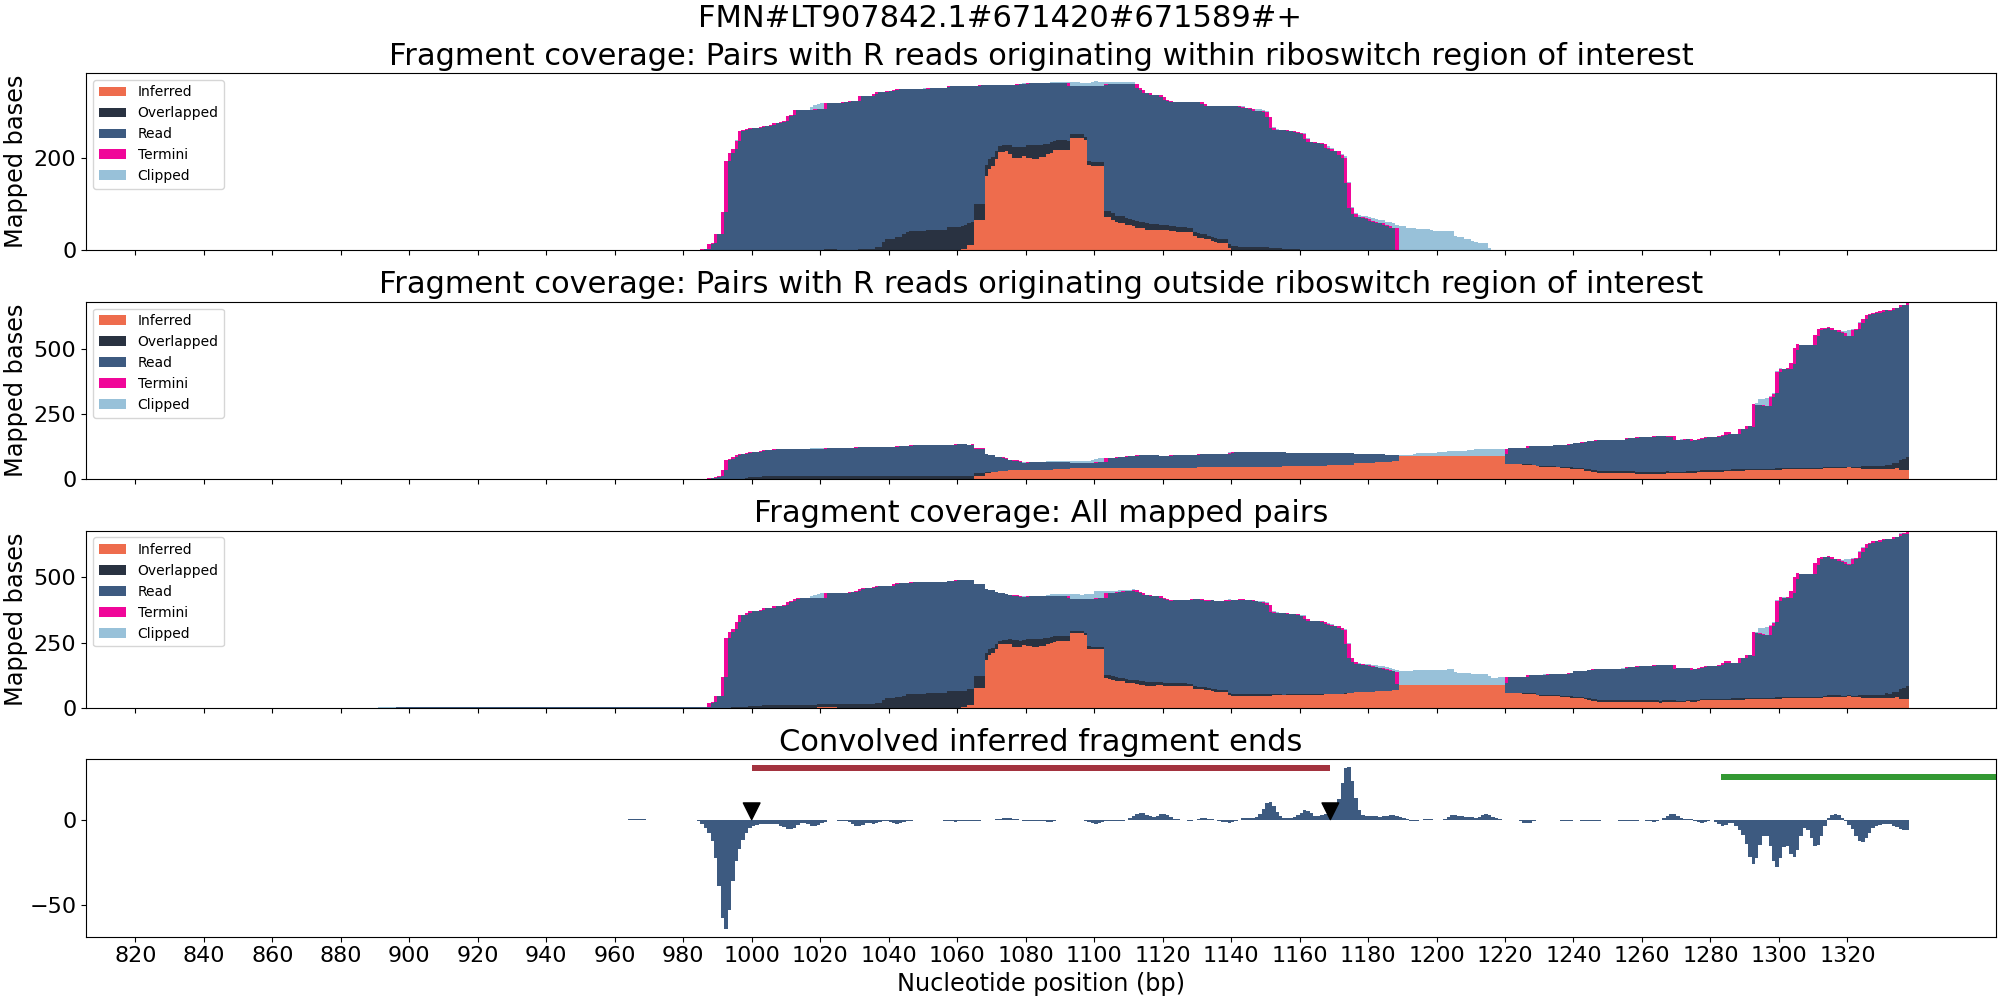 FMN#LT907842.1#671420#671589#+
Fragment coverage: Pairs with R reads originating within riboswitch region of interest
Mapped bases
200
0
Inferred
Overlapped
Read
Termini
Clipped
Fragment coverage: Pairs with R reads originating outside riboswitch region of interest
Mapped bases
500
250
0
Inferred
Overlapped
Read
Termini
Clipped
Fragment coverage: All mapped pairs
Mapped bases
500
250
0
Inferred
Overlapped
Read
Termini
Clipped
Convolved inferred fragment ends
0
−50
820 840 860 880 900 920 940 960 980 1000 1020 1040 1060 1080 1100 1120 1140 1160 1180 1200 1220 1240 1260 1280 1300 1320
Nucleotide position (bp)